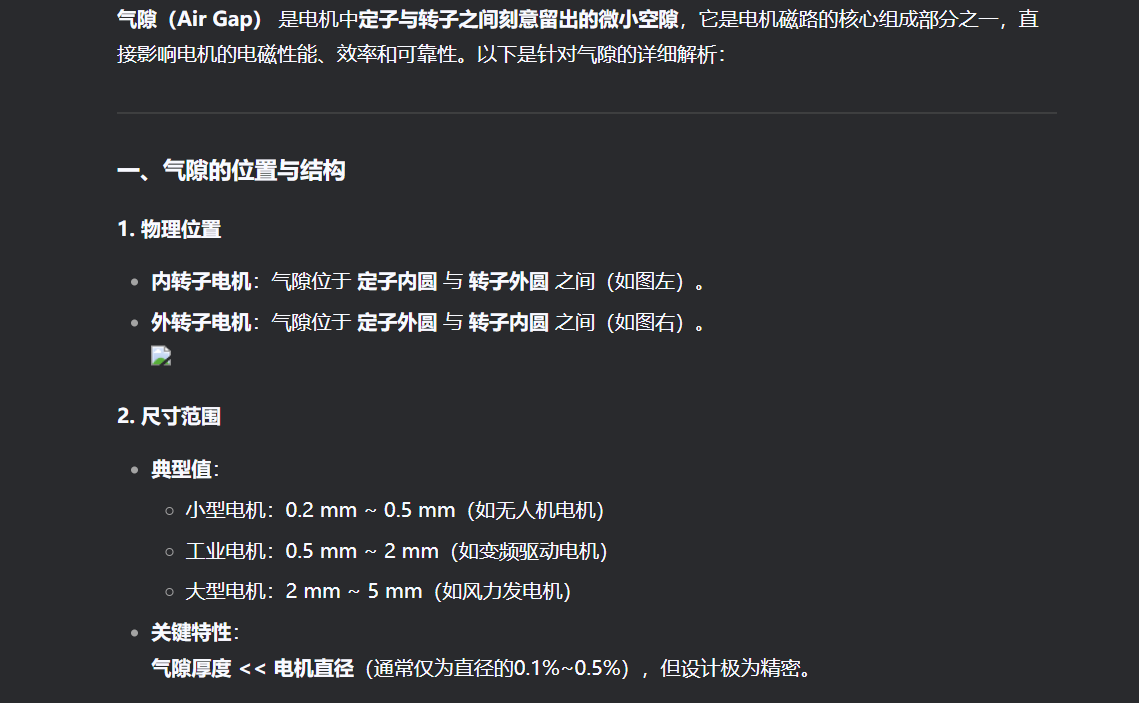 气隙（Air Gap） 是电机中定子与转子之间刻意留出的微小空隙，它是电机磁路的核心组成部分之一，直
接影响电机的电磁性能、效率和可靠性。以下是针对气隙的详细解析：
一、气隙的位置与结构
1. 物理位置
内转子电机：气隙位于 定子内圆 与 转子外圆 之间（如图左）。
外转子电机：气隙位于 定子外圆 与 转子内圆 之间（如图右）。
2. 尺寸范围
典型值：
小型电机：0.2 mm ~ 0.5 mm（如无人机电机）
工业电机：0.5 mm ~ 2 mm（如变频驱动电机）
大型电机：2 mm ~ 5 mm（如风力发电机）
关键特性：
气隙厚度 << 电机直径（通常仅为直径的0.1%~0.5%），但设计极为精密。